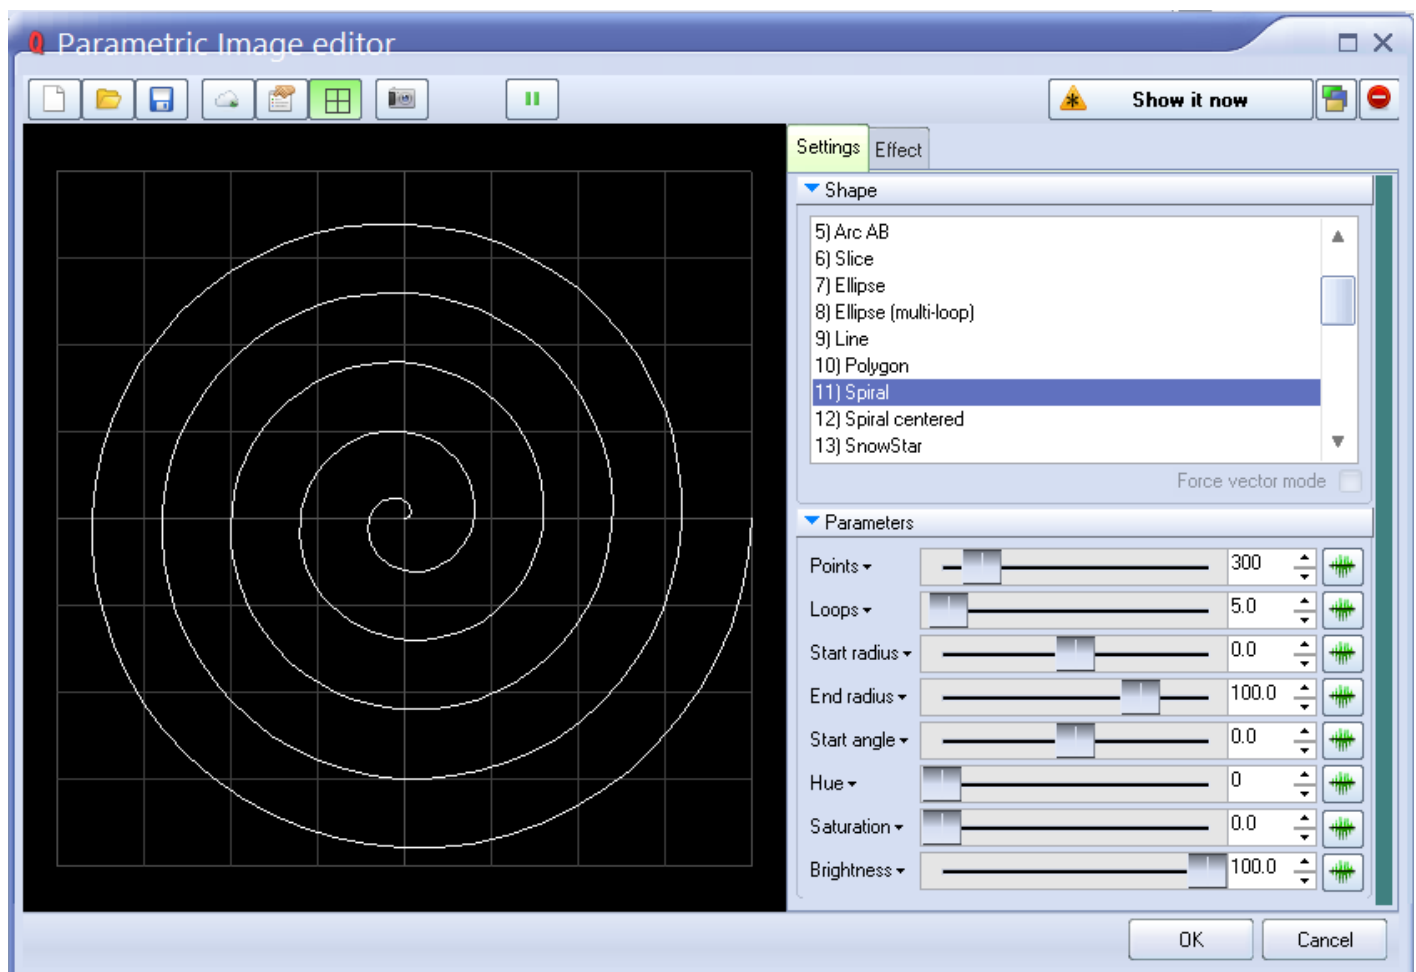 Parametric Image editor
Show it now
Settings Effect
Shape
5) Arc AB
6) Slice
7) Ellipse
8) Ellipse (multi-loop)
9) Line
10) Polygon
11) Spiral
12) Spiral centered
13) SnowStar
Force vector mode
Parameters
Points 300
Loops 5.0
Start radius 0.0
End radius 100.0
Start angle 0.0
Hue 0
Saturation 0.0
Brightness 100.0
OK Cancel